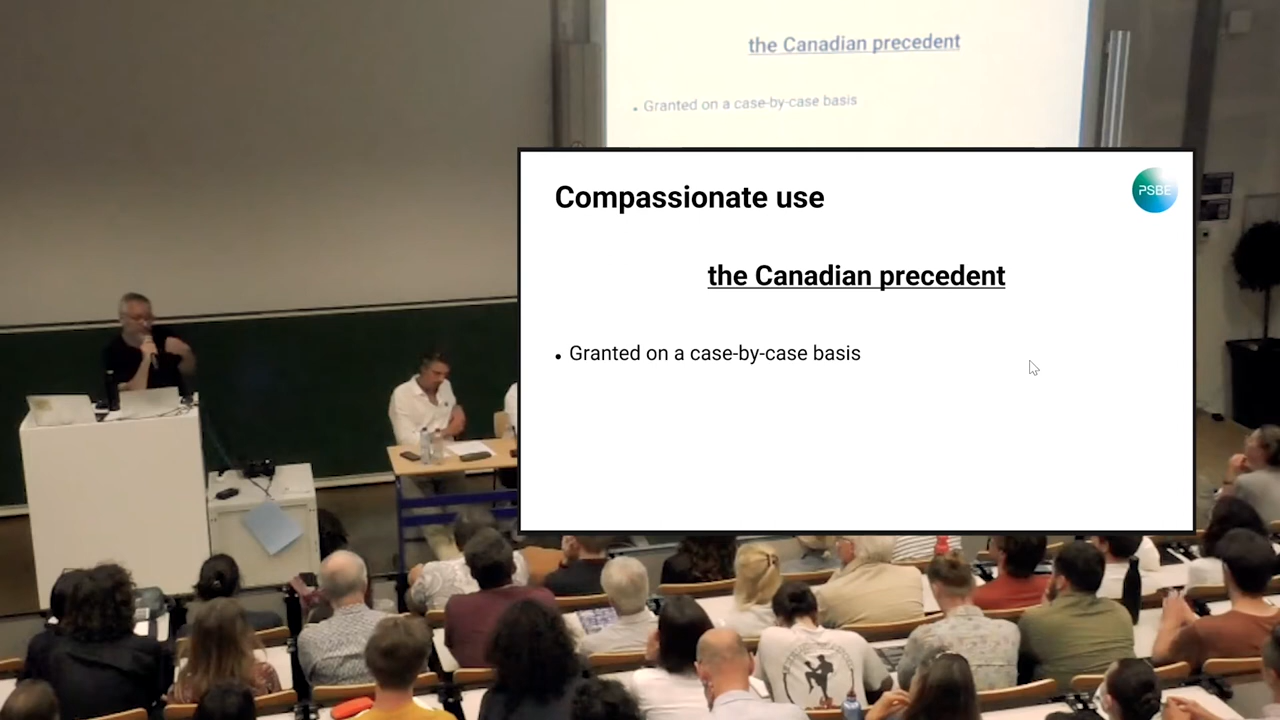 the Canadian precedent
• Granted on a case-by-case basis
Compassionate use
PSBE
the Canadian precedent
• Granted on a case-by-case basis